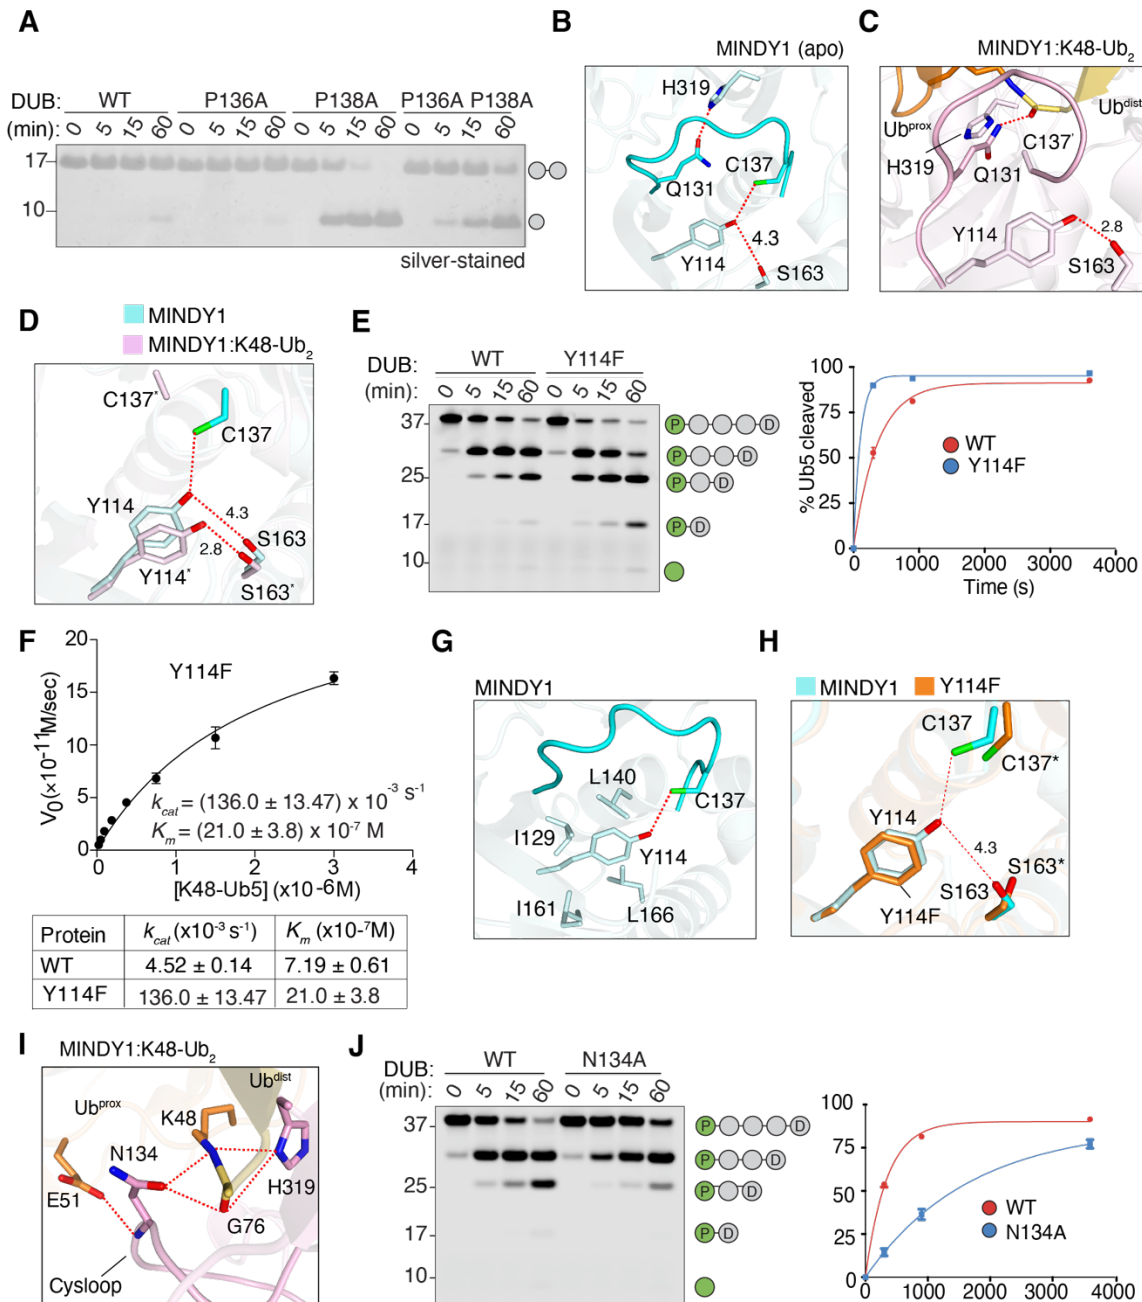 A
DUB: WT P136A P138A P136A P138A
(min): 0 5 15 60 0 5 15 60 0 5 15 60 0 5 15 60
17
10
silver-stained
B
MINDY1 (apo)
H319
C137
Q131
4.3
Y114
S163
C
MINDY1:K48-Ub2
Ubdist
Ubprox
H319
C137'
Q131
Y114
2.8
S163
D
MINDY1
MINDY1:K48-Ub2
C137*
C137
Y114
4.3
S163
2.8
Y114*
S163*
E
DUB: WT Y114F
(min): 0 5 15 60 0 5 15 60
37
25
17
10
P D
P D
P D
P D
% Ub5 cleaved
100
75
50
25
0
WT
Y114F
0 1000 2000 3000 4000
Time (s)
F
V0(×10-11M/sec)
20
15
10
5
0
Y114F
kcat = (136.0 ± 13.47) x 10-3 s-1
Km = (21.0 ± 3.8) x 10-7 M
0 1 2 3 4
[K48-Ub5] (x10-6M)
Protein kcat (x10-3 s-1) Km (x10-7M)
WT 4.52 ± 0.14 7.19 ± 0.61
Y114F 136.0 ± 13.47 21.0 ± 3.8
G
MINDY1
L140
C137
I129
Y114
I161
L166
H
MINDY1 Y114F
C137
C137*
Y114
4.3
S163*
S163
Y114F
I
MINDY1:K48-Ub2
Ubdist
Ubprox
K48
N134
H319
E51
G76
Cysloop
J
DUB: WT N134A
(min): 0 5 15 60 0 5 15 60
37
25
17
10
P D
P D
P D
P D
100
75
50
25
0
WT
N134A
0 1000 2000 3000 4000